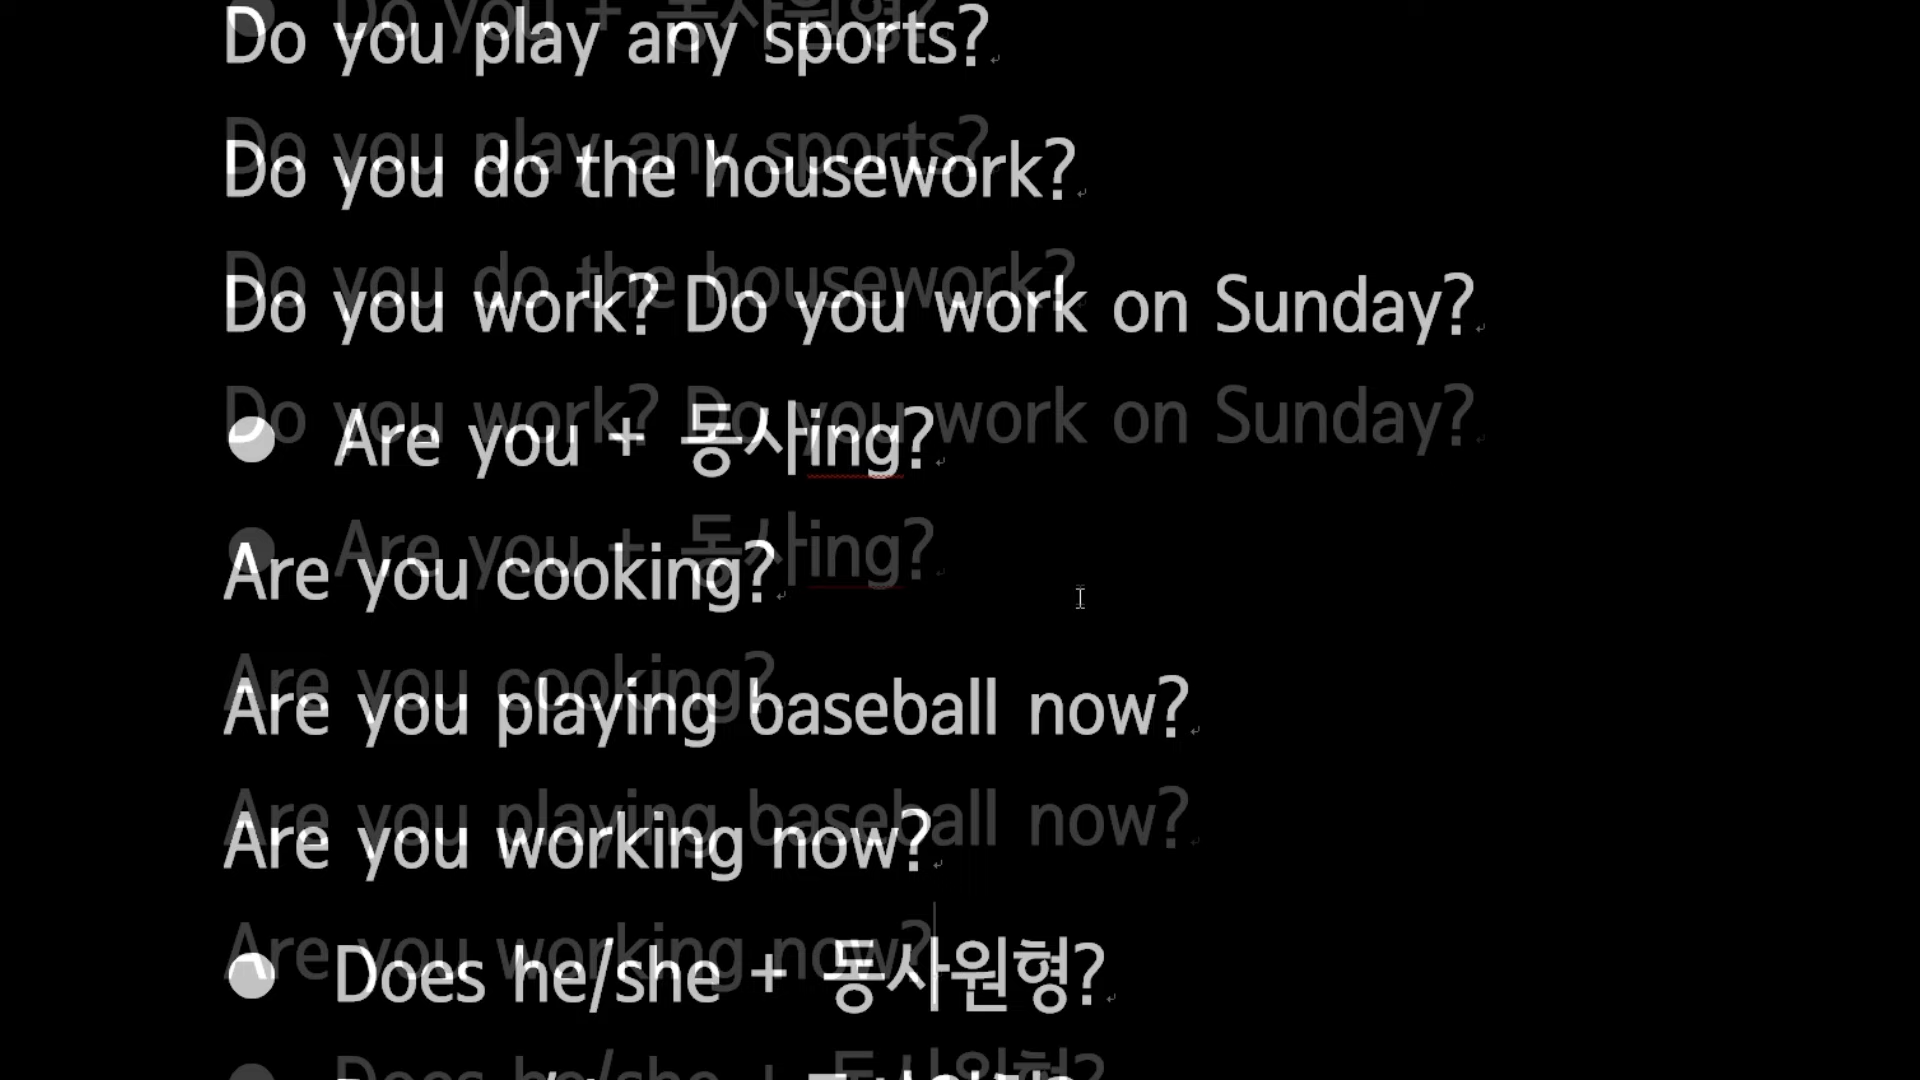 Do you play any sports?
Do you do the housework?
Do you work? Do you work on Sunday?
● Are you + 동사ing?
Are you cooking?
Are you playing baseball now?
Are you working now?
● Does he/she + 동사원형?